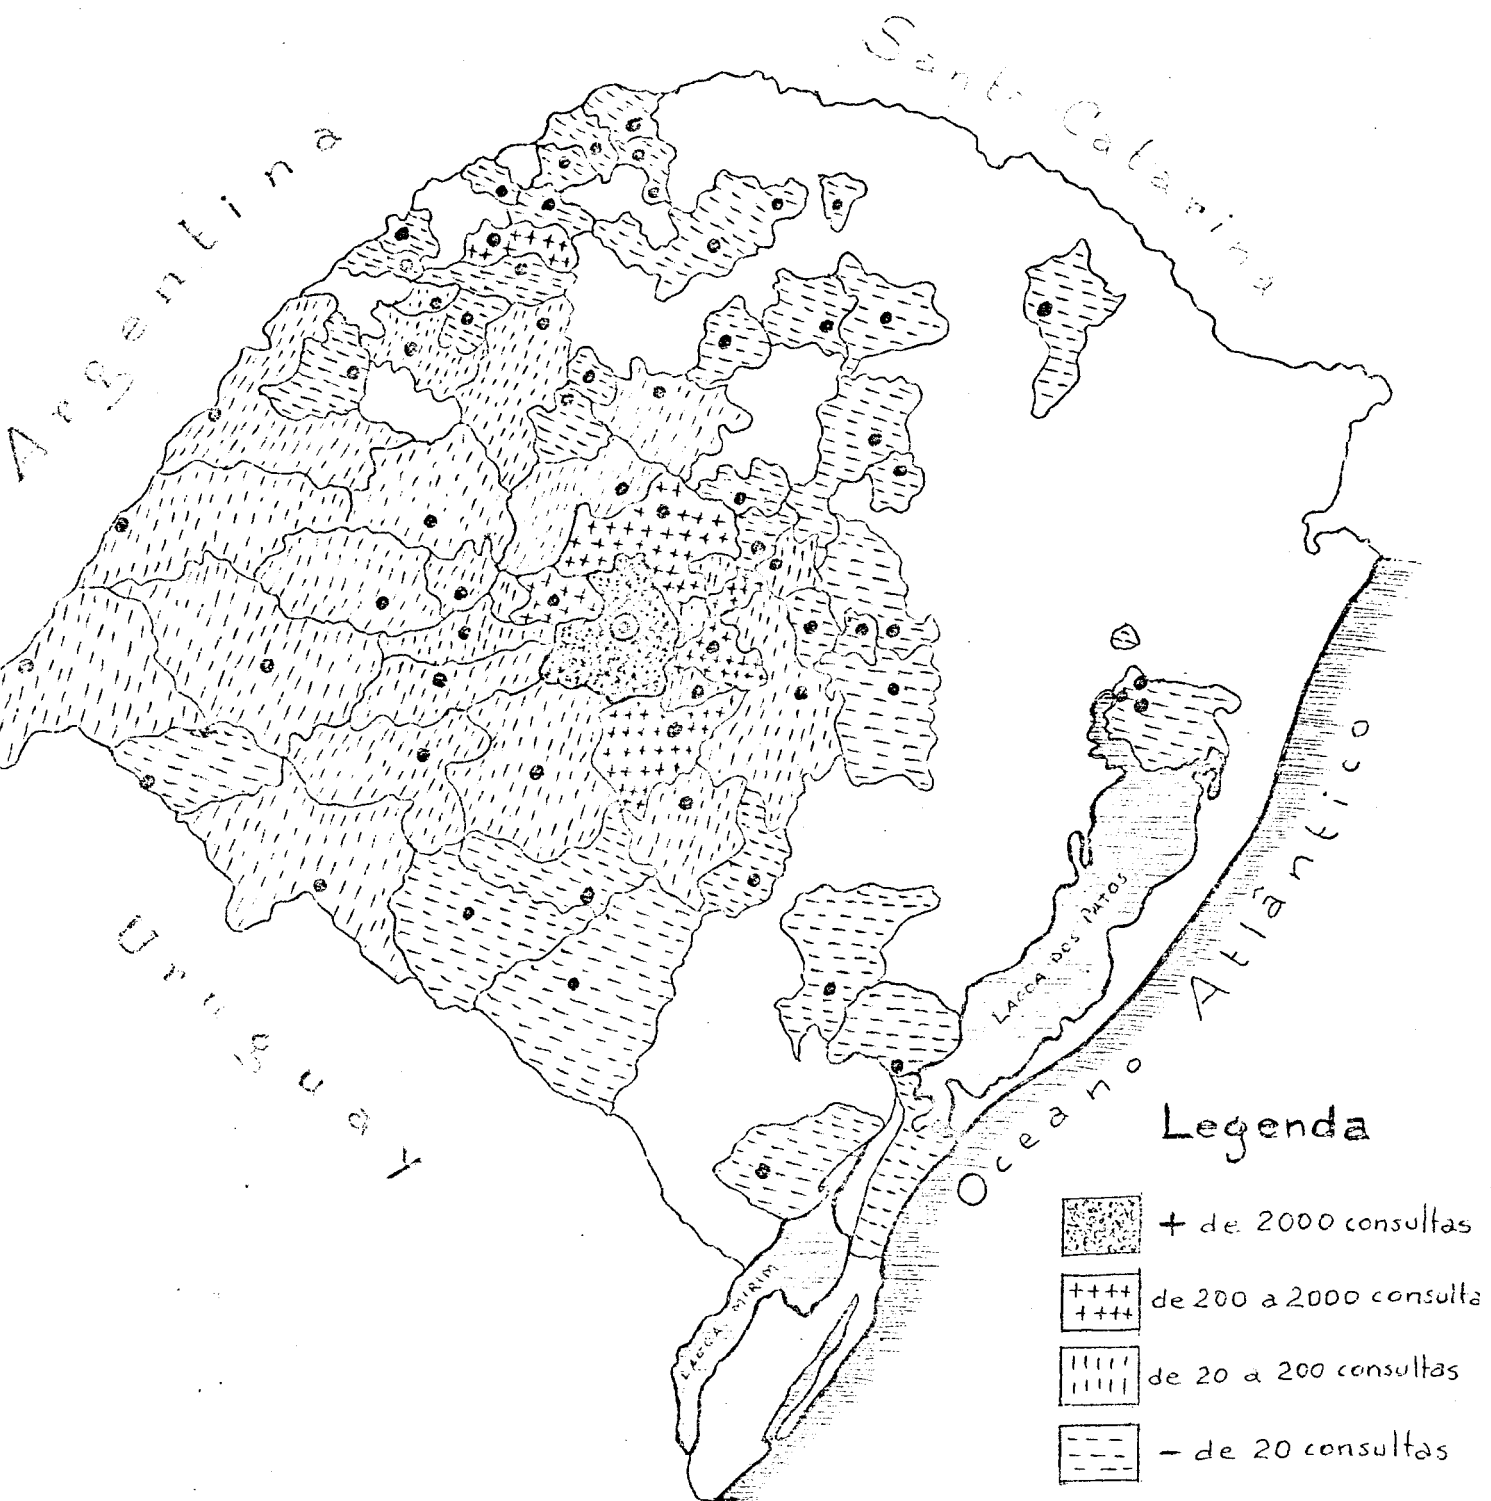 Santa Catarina
Argentina
Uruguay
Oceano Atlântico
LAGOA DOS PATOS
LAGOA MIRIM
Legenda
+ de 2000 consultas
de 200 a 2000 consulta
de 20 a 200 consultas
- de 20 consultas